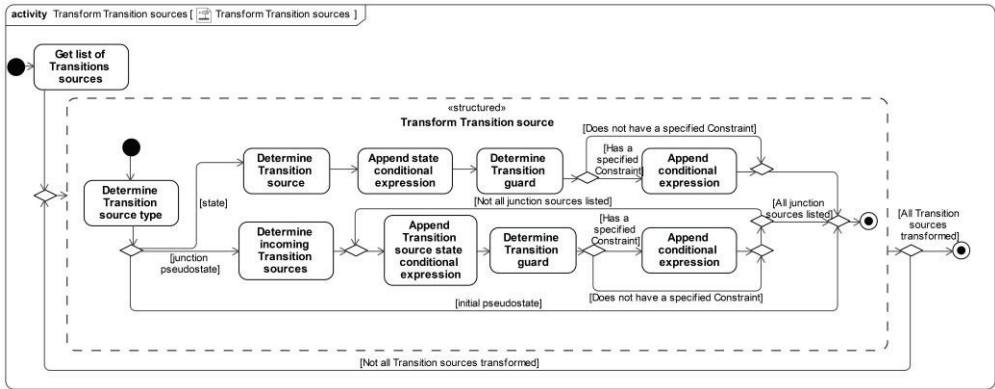 activity Transform Transition sources [ Transform Transition sources ]
Get list of
Transitions
sources
«structured»
Transform Transition source
[Does not have a specified Constraint]
[Has a
specified
Constraint]
Determine
Transition
source
Append state
conditional
expression
Determine
Transition
guard
Append
conditional
expression
Determine
Transition
source type
[state]
[Not all junction sources listed]
[All junction
sources listed]
[All Transition
sources
transformed]
[junction
pseudostate]
Determine
incoming
Transition
sources
Append
Transition
source state
conditional
expression
Determine
Transition
guard
[Has a
specified
Constraint]
Append
conditional
expression
[Does not have a specified Constraint]
[initial pseudostate]
[Not all Transition sources transformed]